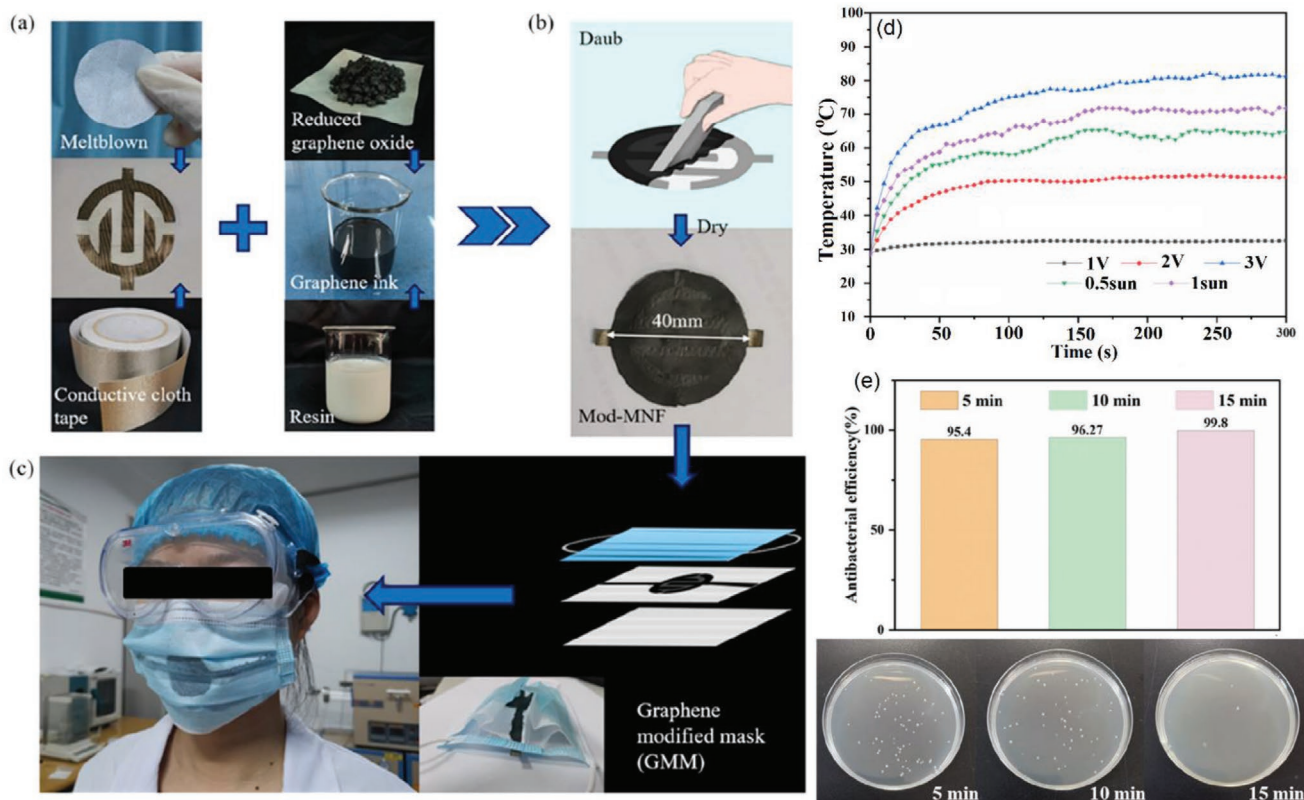 (a)
Meltblown
Conductive cloth
tape
Reduced
graphene oxide
Graphene ink
Resin
(b)
Daub
Dry
40mm
Mod-MNF
(c)
3M
Graphene
modified mask
(GMM)
(d)
Temperature (°C)
100
90
80
70
60
50
40
30
20
10
1V 2V 3V
0.5sun 1sun
0 50 100 150 200 250 300
Time (s)
(e)
Antibacterial efficiency(%)
100
50
0
5 min 10 min 15 min
95.4 96.27 99.8
5 min 10 min 15 min